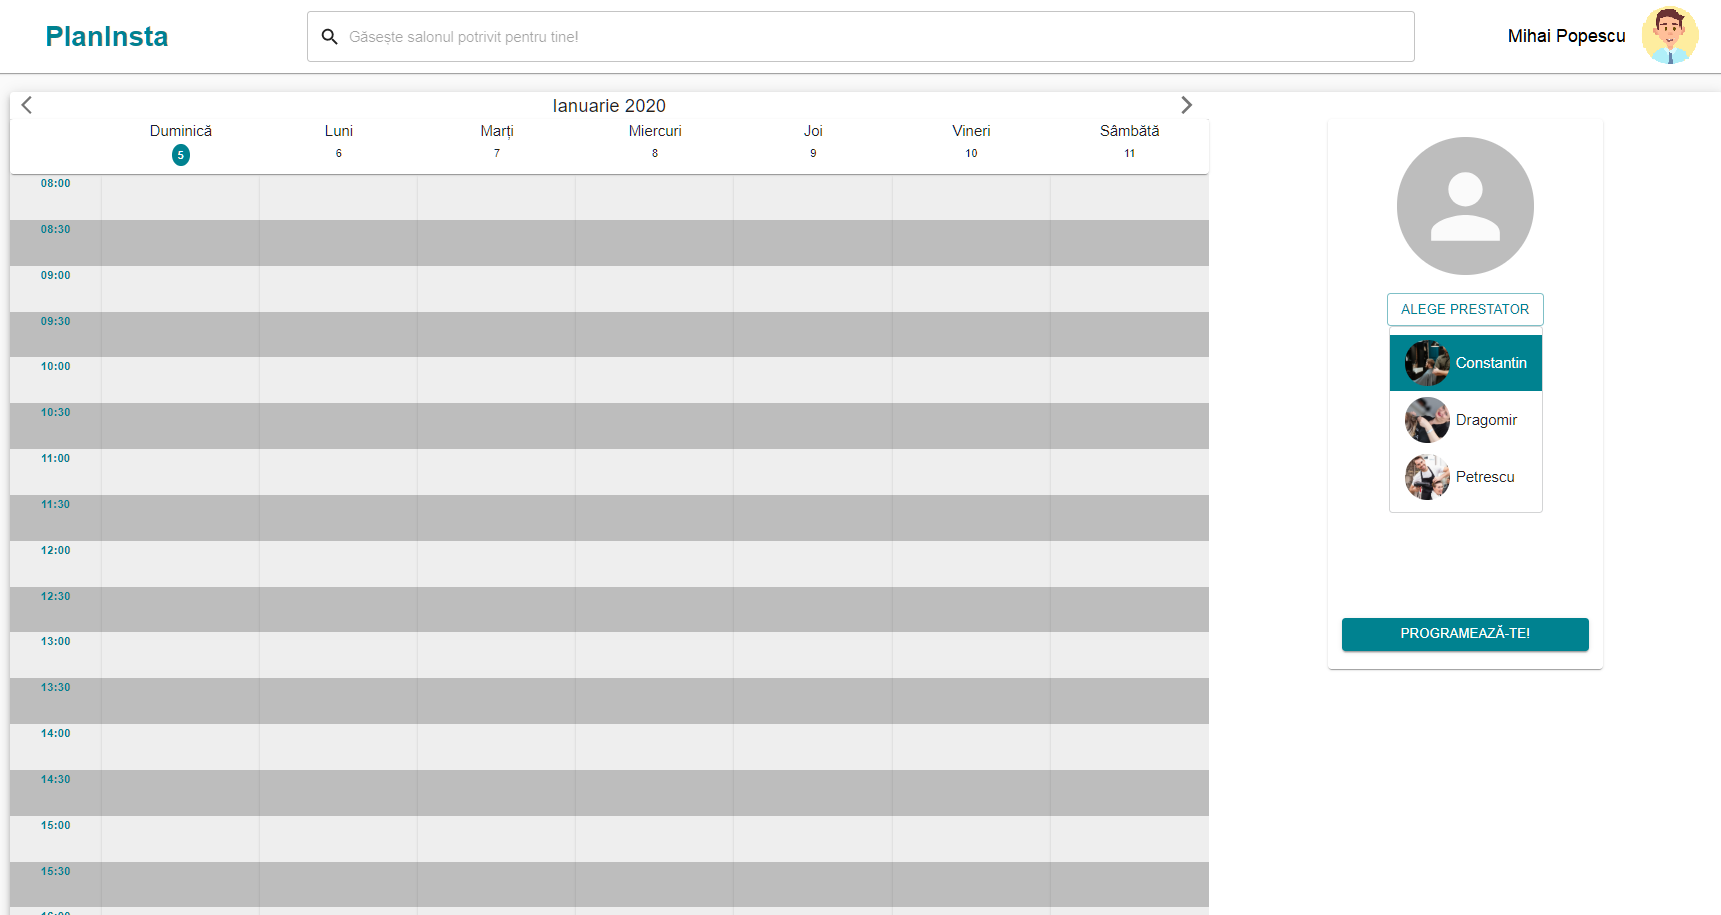 PlanInsta
Găsește salonul potrivit pentru tine!
Mihai Popescu
Ianuarie 2020
Duminică Luni Marți Miercuri Joi Vineri Sâmbătă
5 6 7 8 9 10 11
08:00
08:30
09:00
09:30
10:00
10:30
11:00
11:30
12:00
12:30
13:00
13:30
14:00
14:30
15:00
15:30
16:00
ALEGE PRESTATOR
Constantin
Dragomir
Petrescu
PROGRAMEAZĂ-TE!